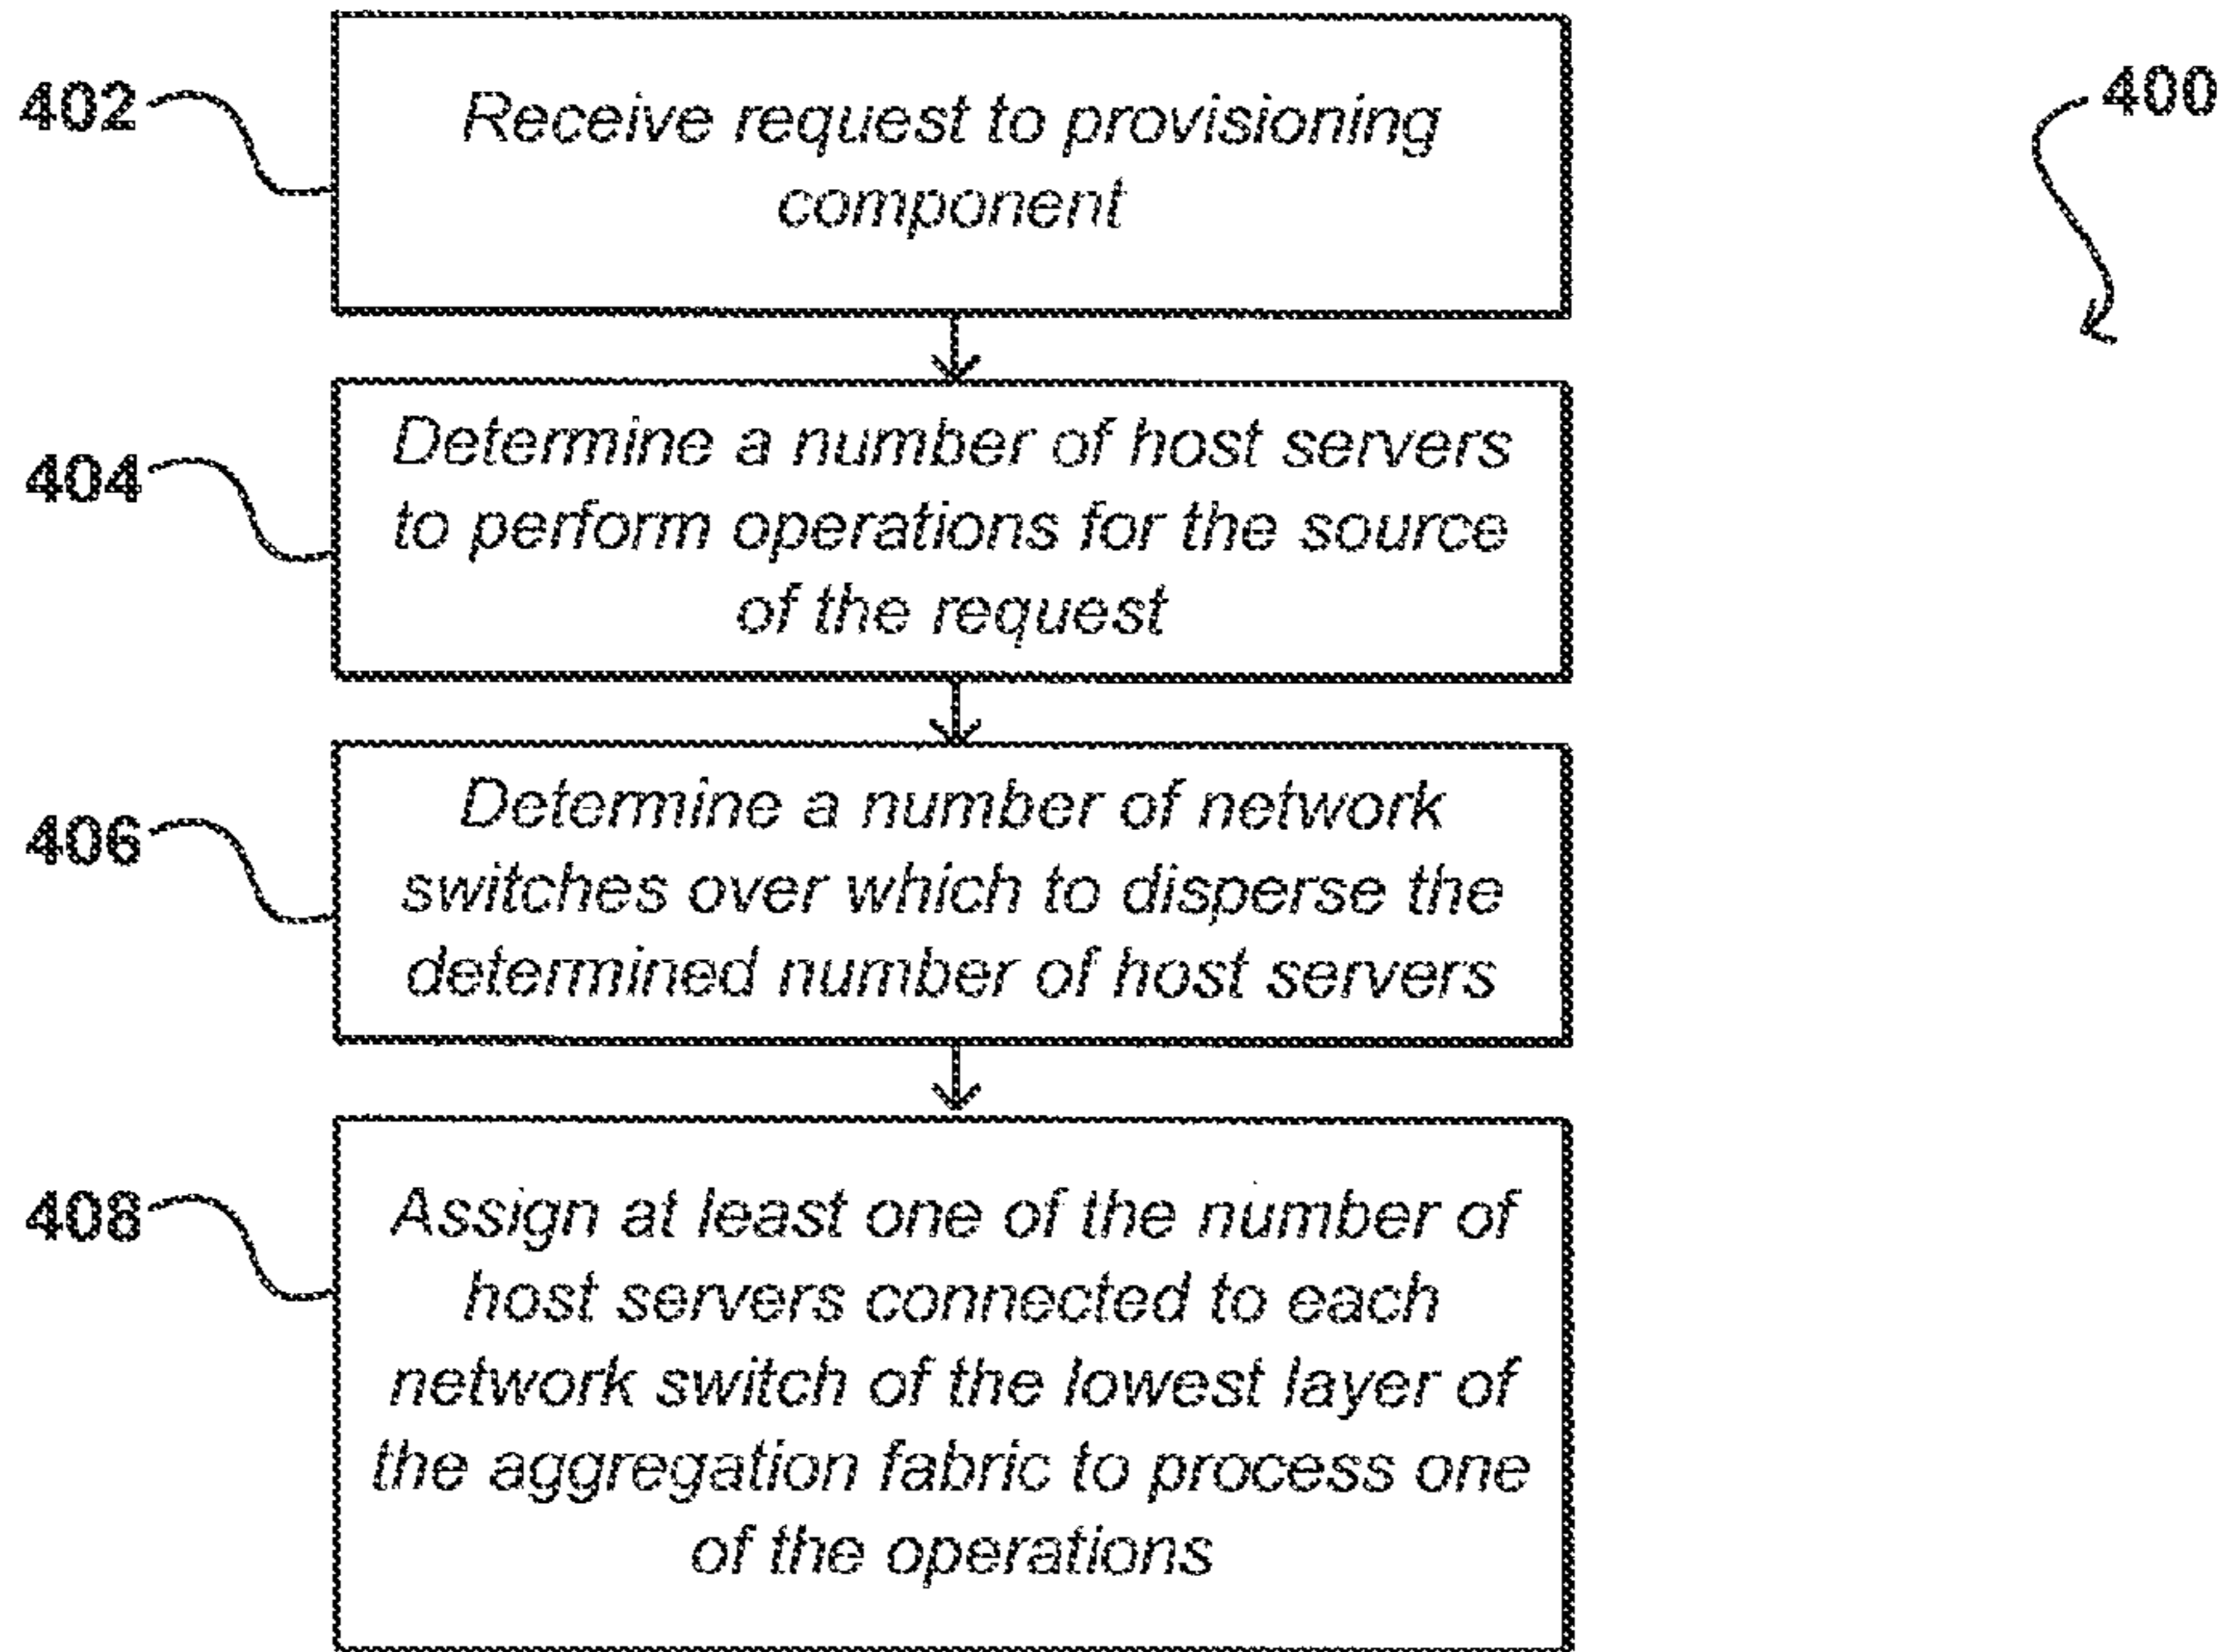 402
Receive request to provisioning
component
400
404
Determine a number of host servers
to perform operations for the source
of the request
406
Determine a number of network
switches over which to disperse the
determined number of host servers
408
Assign at least one of the number of
host servers connected to each
network switch of the lowest layer of
the aggregation fabric to process one
of the operations